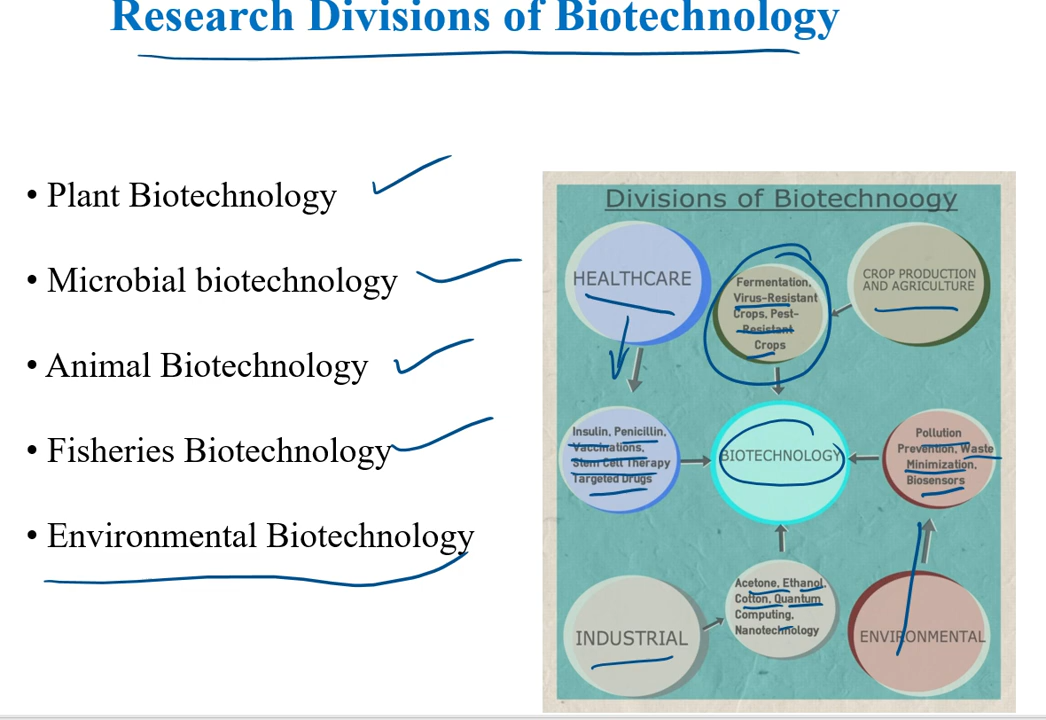 Research Divisions of Biotechnology
• Plant Biotechnology
• Microbial biotechnology
• Animal Biotechnology
• Fisheries Biotechnology
• Environmental Biotechnology
Divisions of Biotechnoogy
HEALTHCARE
Fermentation,
Virus-Resistant
Crops, Pest-
Resistant
Crops
CROP PRODUCTION
AND AGRICULTURE
Insulin, Penicillin,
Vaccinations,
Stem Cell Therapy
Targeted Drugs
BIOTECHNOLOGY
Pollution
Prevention, Waste
Minimization,
Biosensors
INDUSTRIAL
Acetone, Ethanol,
Cotton, Quantum
Computing,
Nanotechnology
ENVIRONMENTAL